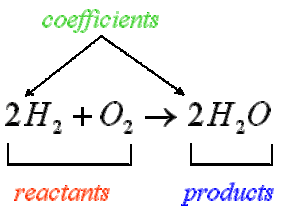 coefficients
2H₂ + O₂ → 2H₂O
reactants products